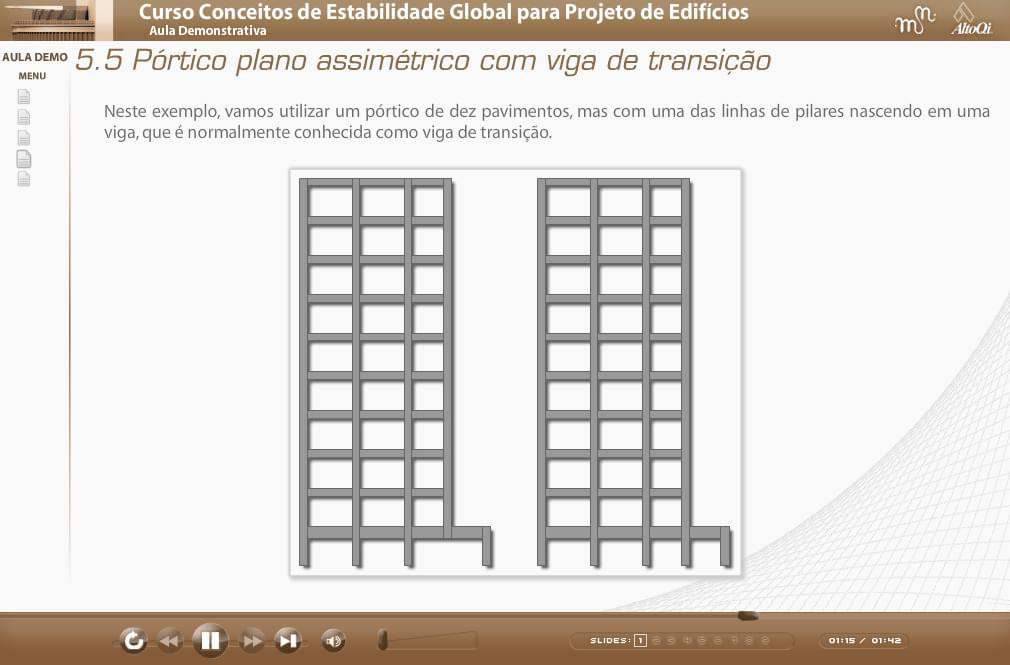 Curso Conceitos de Estabilidade Global para Projeto de Edifícios
Aula Demonstrativa
AltoQi
AULA DEMO
MENU
5.5 Pórtico plano assimétrico com viga de transição
Neste exemplo, vamos utilizar um pórtico de dez pavimentos, mas com uma das linhas de pilares nascendo em uma
viga, que é normalmente conhecida como viga de transição.
SLIDES: 1
01:15 / 01:42